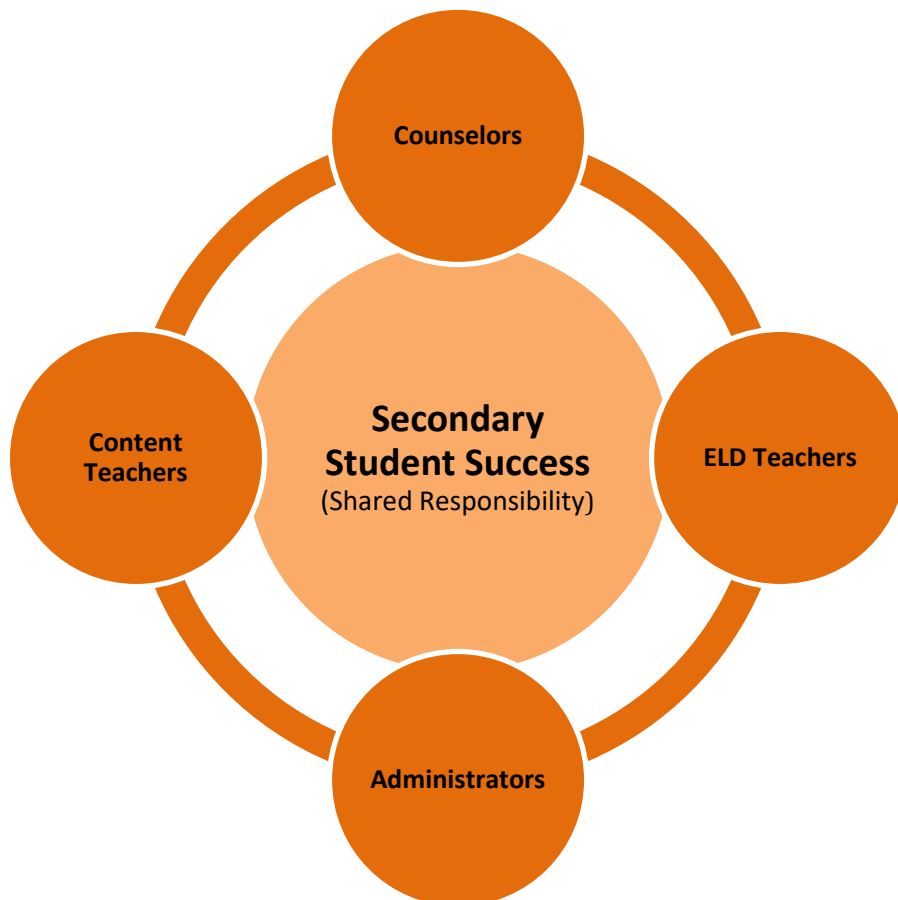 Counselors
Content
Teachers
Secondary
Student Success
(Shared Responsibility)
ELD Teachers
Administrators